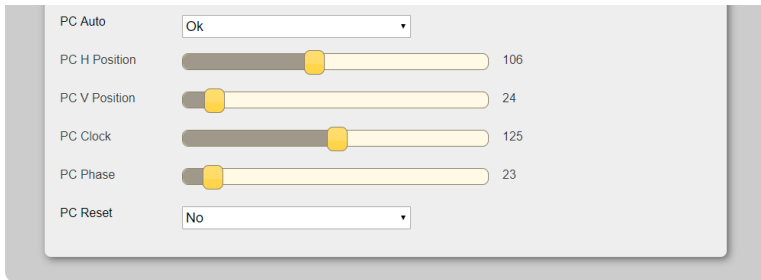 PC Auto Ok
PC H Position 106
PC V Position 24
PC Clock 125
PC Phase 23
PC Reset No